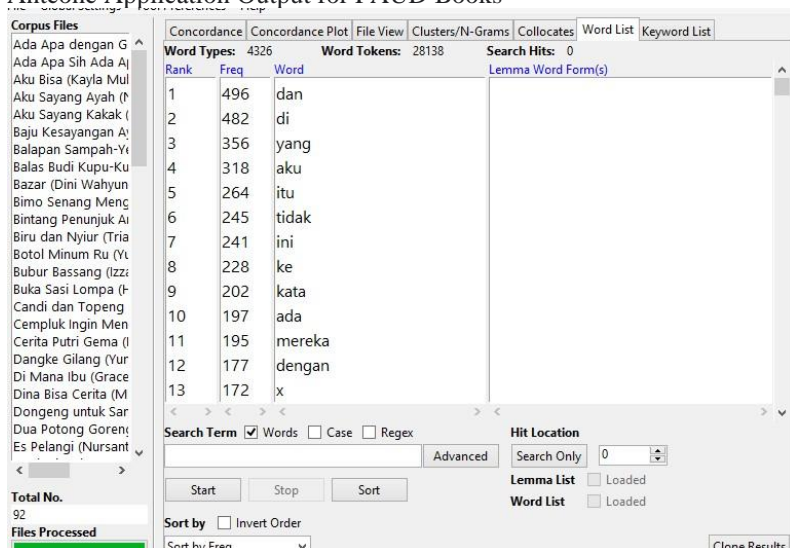 Antconc Application Output for PAUD Books
Corpus Files
Ada Apa dengan G
Ada Apa Sih Ada Ap
Aku Bisa (Kayla Mul
Aku Sayang Ayah (N
Aku Sayang Kakak (
Baju Kesayangan Ay
Balapan Sampah-Ye
Balas Budi Kupu-Ku
Bazar (Dini Wahyun
Bimo Senang Meng
Bintang Penunjuk Ar
Biru dan Nyiur (Tria
Botol Minum Ru (Yu
Bubur Bassang (Izza
Buka Sasi Lompa (H
Candi dan Topeng
Cempluk Ingin Men
Cerita Putri Gema (I
Dangke Gilang (Yur
Di Mana Ibu (Grace
Dina Bisa Cerita (M
Dongeng untuk Sar
Dua Potong Goreng
Es Pelangi (Nursant
Total No.
92
Files Processed
Concordance Concordance Plot File View Clusters/N-Grams Collocates Word List Keyword List
Word Types: 4326 Word Tokens: 28138 Search Hits: 0
Rank Freq Word Lemma Word Form(s)
1 496 dan
2 482 di
3 356 yang
4 318 aku
5 264 itu
6 245 tidak
7 241 ini
8 228 ke
9 202 kata
10 197 ada
11 195 mereka
12 177 dengan
13 172 x
Search Term Words Case Regex Hit Location
Advanced Search Only 0
Start Stop Sort Lemma List Loaded
Word List Loaded
Sort by Invert Order
Sort by Freq Clone Results